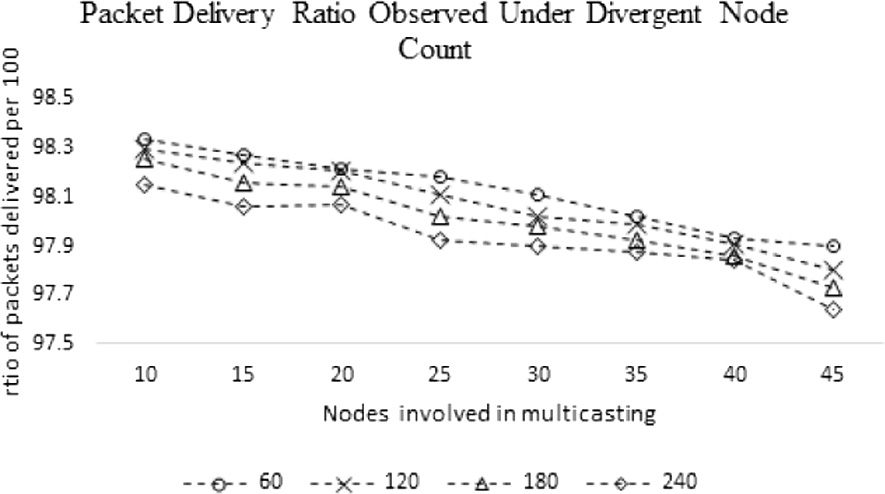 Packet Delivery Ratio Observed Under Divergent Node
Count
rtio of packets delivered per 100
98.5
98.3
98.1
97.9
97.7
97.5
10 15 20 25 30 35 40 45
Nodes involved in multicasting
60 120 180 240